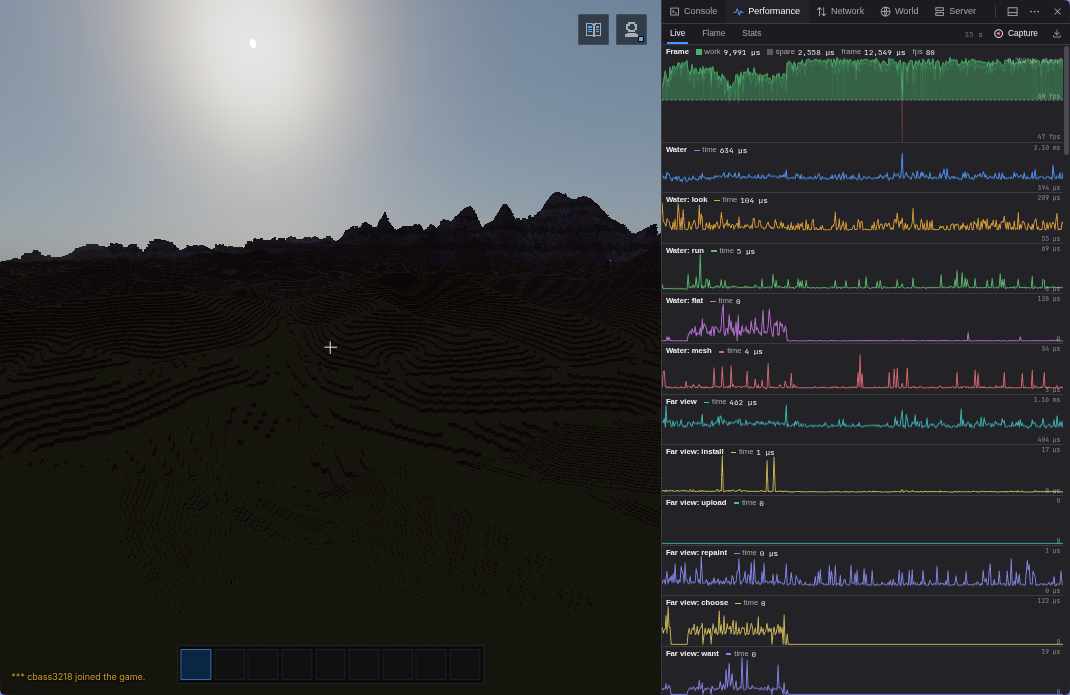 Console Performance Network World Server
Live Flame Stats 15 s Capture
Frame work 9,991 µs spare 2,558 µs frame 12,549 µs fps 80
60 fps
47 fps
Water time 634 µs 2.10 ms
394 µs
Water: look time 104 µs 209 µs
55 µs
Water: run time 5 µs 69 µs
Water: flat time 0 128 µs
0
Water: mesh time 4 µs 34 µs
Far view time 462 µs 1.16 ms
404 µs
Far view: install time 1 µs 17 µs
0 µs
Far view: upload time 0 0
0
Far view: repaint time 0 µs 1 µs
0 µs
Far view: choose time 0 122 µs
0
Far view: want time 0 19 µs
0
*** cbass3218 joined the game.